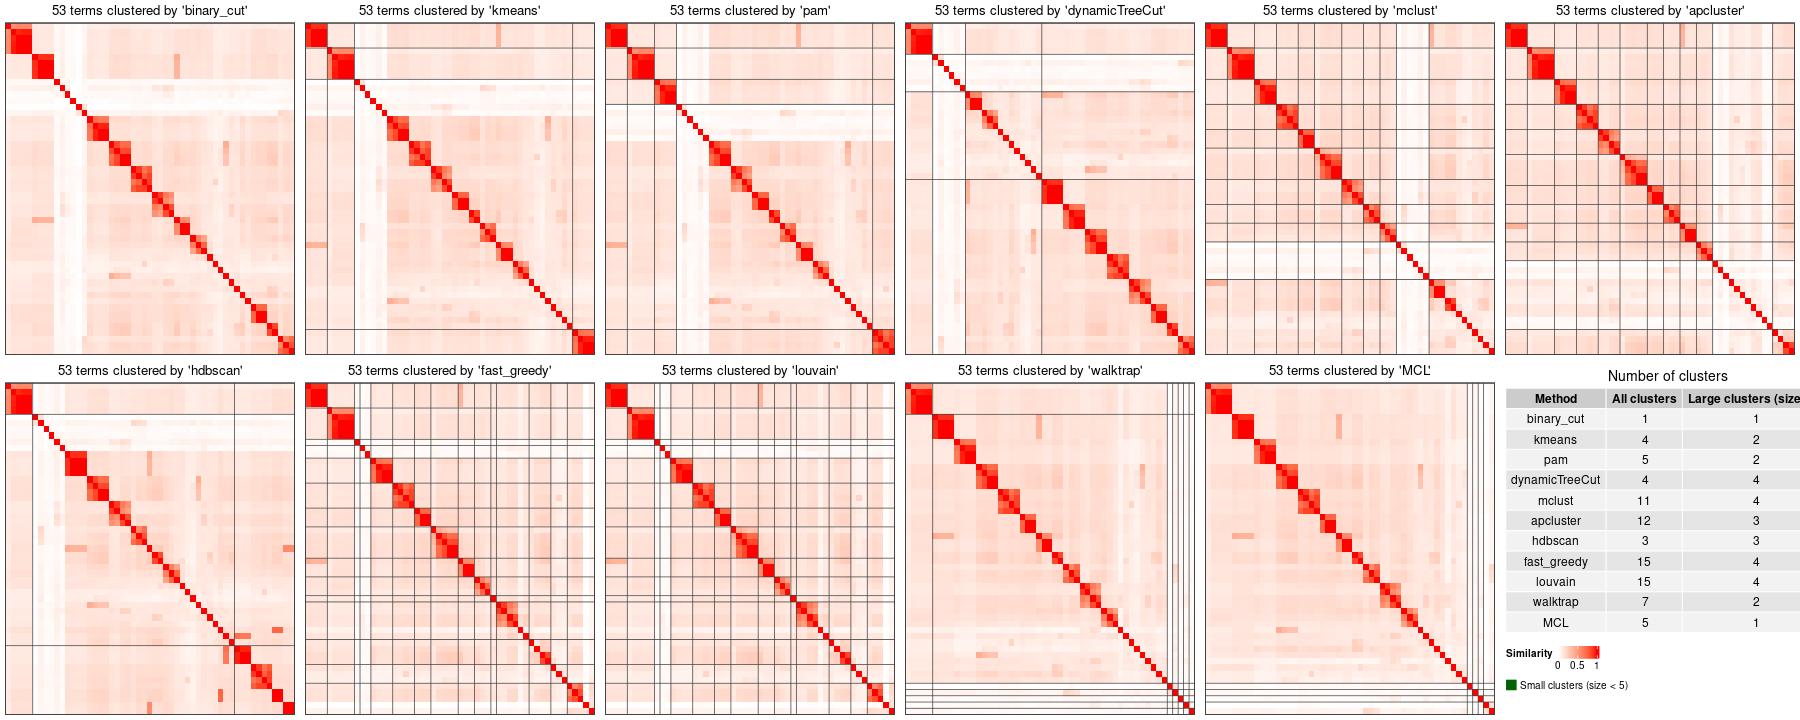 53 terms clustered by 'binary_cut'
53 terms clustered by 'kmeans'
53 terms clustered by 'pam'
53 terms clustered by 'dynamicTreeCut'
53 terms clustered by 'mclust'
53 terms clustered by 'apcluster'
53 terms clustered by 'hdbscan'
53 terms clustered by 'fast_greedy'
53 terms clustered by 'louvain'
53 terms clustered by 'walktrap'
53 terms clustered by 'MCL'
Number of clusters
Method All clusters Large clusters (size
binary_cut 1 1
kmeans 4 2
pam 5 2
dynamicTreeCut 4 4
mclust 11 4
apcluster 12 3
hdbscan 3 3
fast_greedy 15 4
louvain 15 4
walktrap 7 2
MCL 5 1
Similarity
0 0.5 1
Small clusters (size < 5)